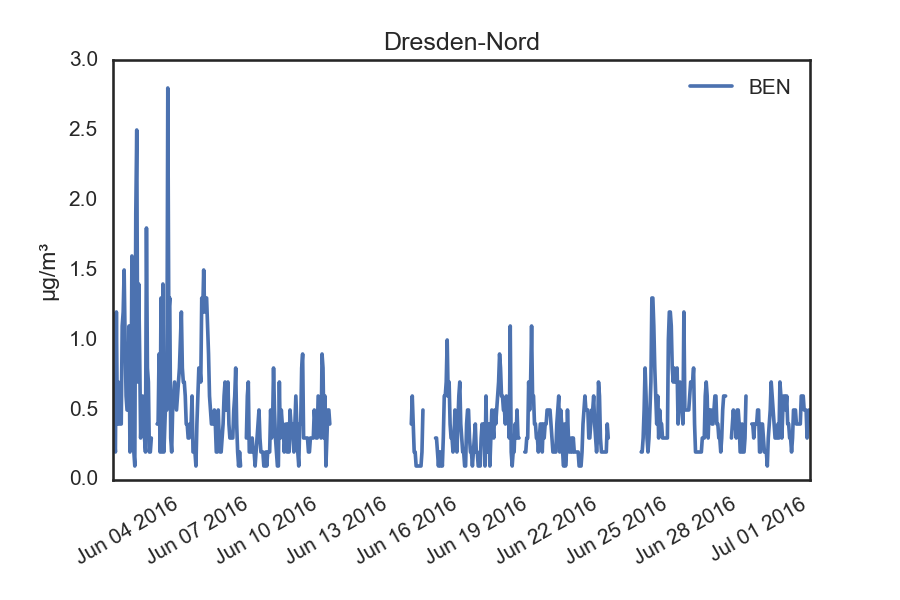 Dresden-Nord
BEN
µg/m³
3.0
2.5
2.0
1.5
1.0
0.5
0.0
Jun 04 2016
Jun 07 2016
Jun 10 2016
Jun 13 2016
Jun 16 2016
Jun 19 2016
Jun 22 2016
Jun 25 2016
Jun 28 2016
Jul 01 2016